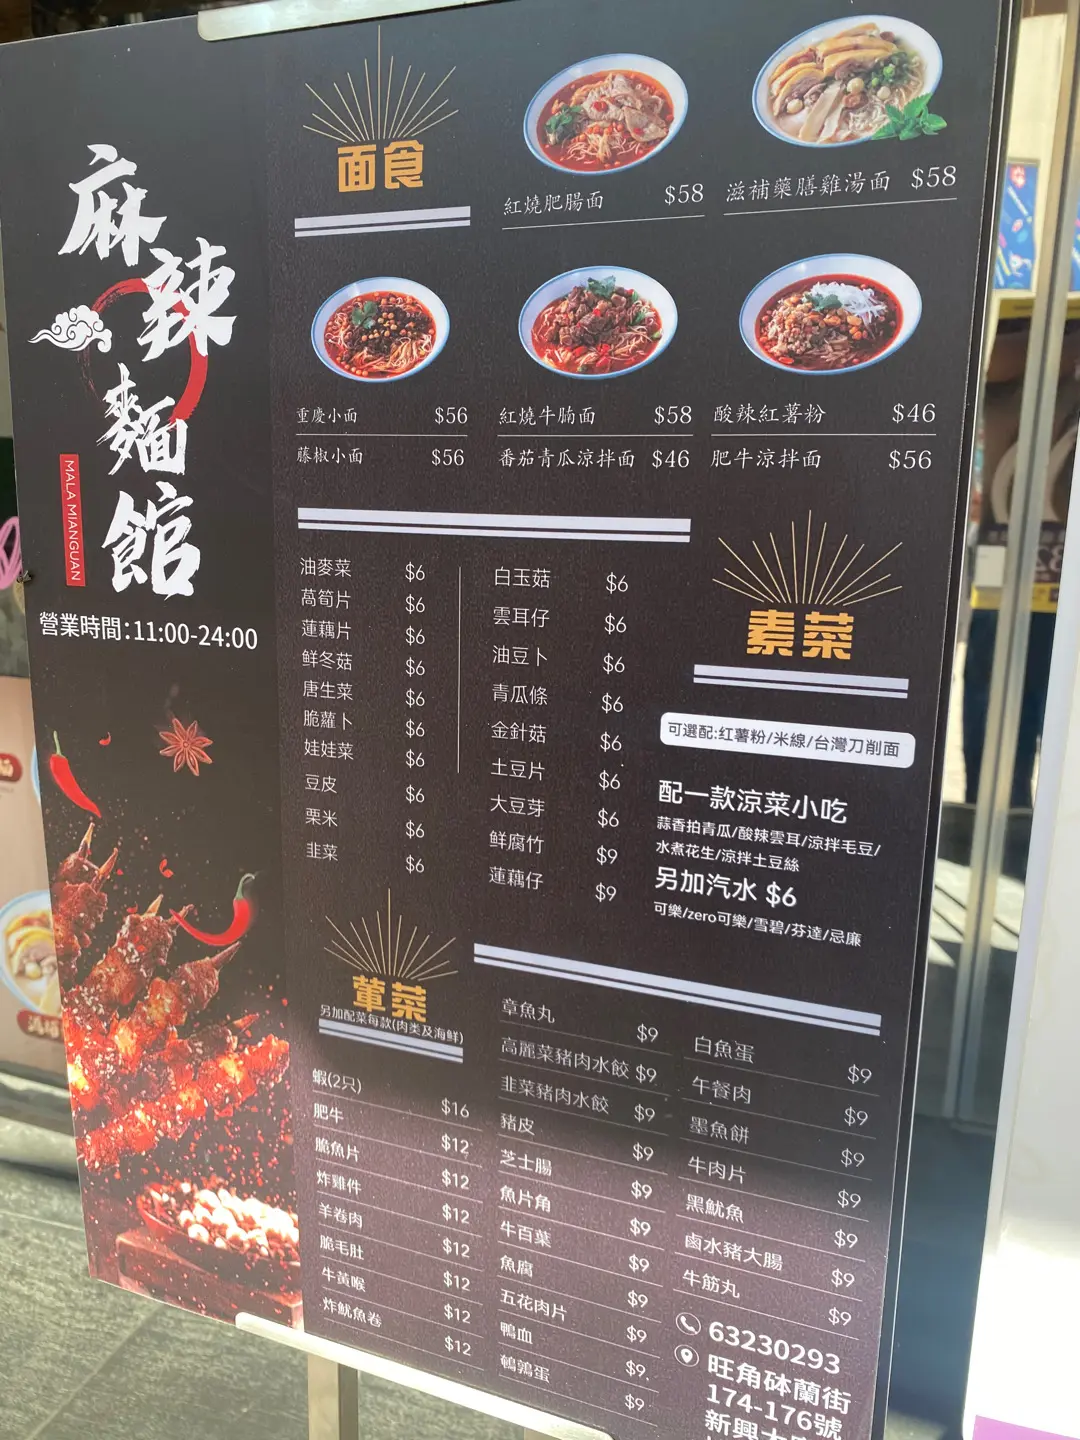 麻辣麵館
MALA MIANGUAN
營業時間:11:00-24:00
面食
紅燒肥腸面 $58
滋補藥膳雞湯面 $58
重慶小面 $56
紅燒牛腩面 $58
酸辣紅薯粉 $46
藤椒小面 $56
番茄青瓜涼拌面 $46
肥牛涼拌面 $56
素菜
油麥菜 $6
萵筍片 $6
蓮藕片 $6
鲜冬菇 $6
唐生菜 $6
脆蘿卜 $6
娃娃菜 $6
豆皮 $6
栗米 $6
韭菜 $6
白玉菇 $6
雲耳仔 $6
油豆卜 $6
青瓜條 $6
金針菇 $6
土豆片 $6
大豆芽 $6
鲜腐竹 $9
蓮藕仔 $9
可選配:红薯粉/米線/台灣刀削面
配一款涼菜小吃
蒜香拍青瓜/酸辣雲耳/涼拌毛豆/
水煮花生/涼拌土豆絲
另加汽水 $6
可樂/zero可樂/雪碧/芬達/忌廉
葷菜
另加配菜每款(肉类及海鮮)
蝦(2只) $16
肥牛 $12
脆魚片 $12
炸雞件 $12
羊卷肉 $12
脆毛肚 $12
牛黃喉 $12
炸魷魚卷 $12
章魚丸 $9
高麗菜豬肉水餃 $9
韭菜豬肉水餃 $9
豬皮 $9
芝士腸 $9
魚片角 $9
牛百菜 $9
魚腐 $9
五花肉片 $9
鴨血 $9.
鵪鶉蛋 $9
白魚蛋 $9
午餐肉 $9
墨魚餅 $9
牛肉片 $9
黑魷魚 $9
鹵水豬大腸 $9
牛筋丸 $9
63230293
旺角砵蘭街
174-176號
新興大